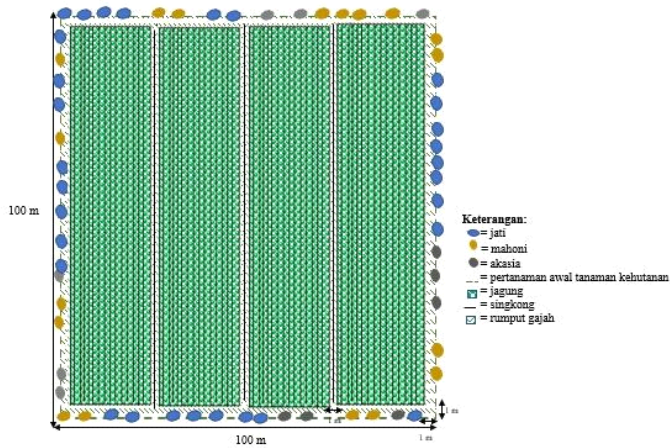 100 m
Keterangan:
= jati
= mahoni
= akasia
= pertanaman awal tanaman kehutanan
= jagung
= singkong
= rumput gajah
1 m
1 m
1 m
100 m